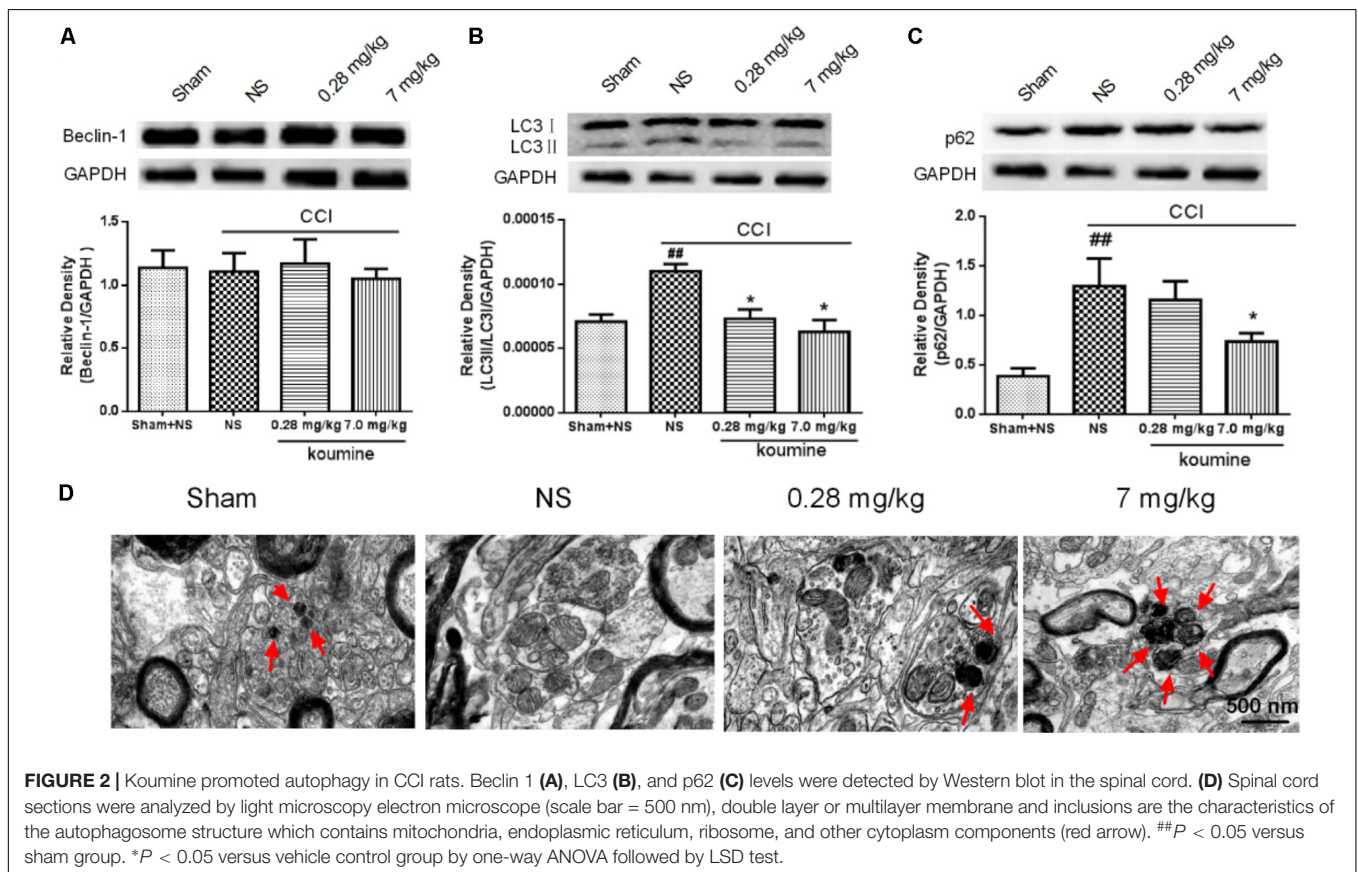 A
B
C
Sham NS 0.28 mg/kg 7 mg/kg
Beclin-1
GAPDH
CCI
Relative Density
(Beclin-1/GAPDH )
1.5
1.0
0.5
0.0
Sham+NS NS 0.28 mg/kg 7.0 mg/kg
koumine
Sham NS 0.28 mg/kg 7 mg/kg
LC3 Ⅰ
LC3 Ⅱ
GAPDH
CCI
Relative Density
(LC3II/LC3I/GAPDH)
0.00015
0.00010
0.00005
0.00000
##
*
*
Sham+NS NS 0.28 mg/kg 7.0 mg/kg
koumine
Sham NS 0.28 mg/kg 7 mg/kg
p62
GAPDH
CCI
Relative Density
(p62/GAPDH)
2.0
1.5
1.0
0.5
0.0
##
*
Sham+NS NS 0.28 mg/kg 7.0 mg/kg
koumine
D
Sham NS 0.28 mg/kg 7 mg/kg
500 nm
FIGURE 2 | Koumine promoted autophagy in CCI rats. Beclin 1 (A), LC3 (B), and p62 (C) levels were detected by Western blot in the spinal cord. (D) Spinal cord
sections were analyzed by light microscopy electron microscope (scale bar = 500 nm), double layer or multilayer membrane and inclusions are the characteristics of
the autophagosome structure which contains mitochondria, endoplasmic reticulum, ribosome, and other cytoplasm components (red arrow). ##P < 0.05 versus
sham group. *P < 0.05 versus vehicle control group by one-way ANOVA followed by LSD test.